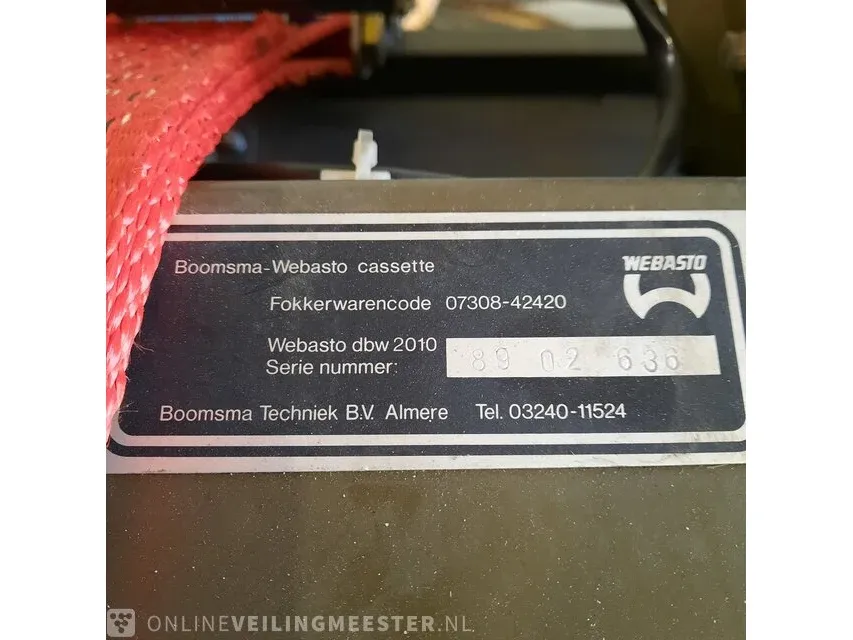 Boomsma-Webasto cassette
WEBASTO
Fokkerwarencode 07308-42420
Webasto dbw 2010
Serie nummer: 89 02 636
Boomsma Techniek B.V. Almere Tel. 03240-11524
ONLINEVEILINGMEESTER.NL